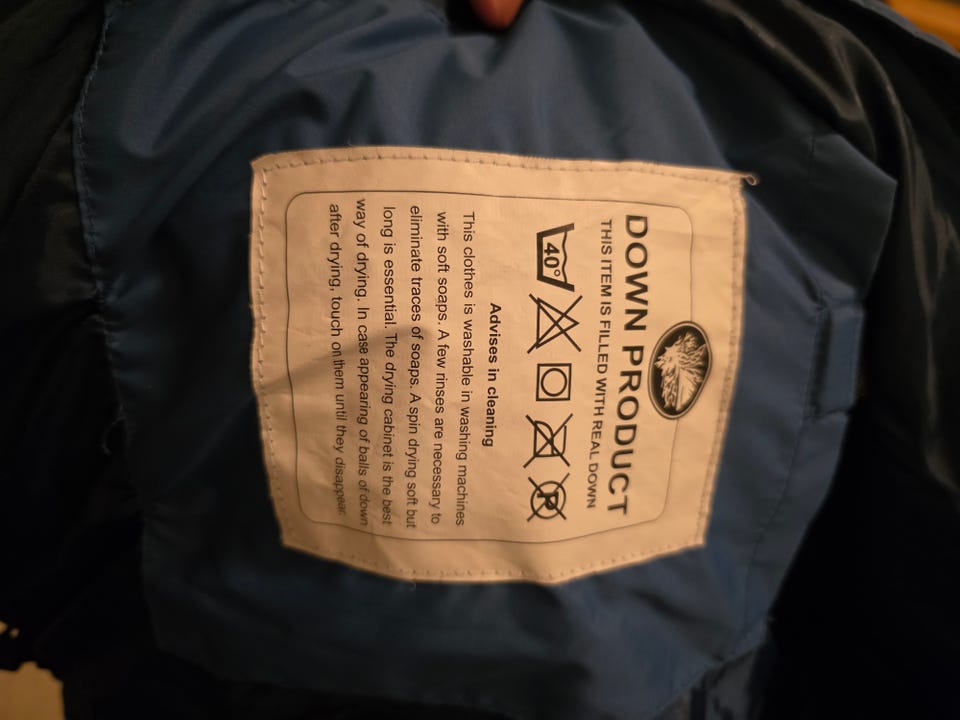 DOWN PRODUCT
THIS ITEM IS FILLED WITH REAL DOWN
40°
P
Advises in cleaning
This clothes is washable in washing machines
with soft soaps. A few rinses are necessary to
eliminate traces of soaps. A spin drying soft but
long is essential. The drying cabinet is the best
way of drying. In case appearing of balls of down
after drying, touch on them until they disappear.